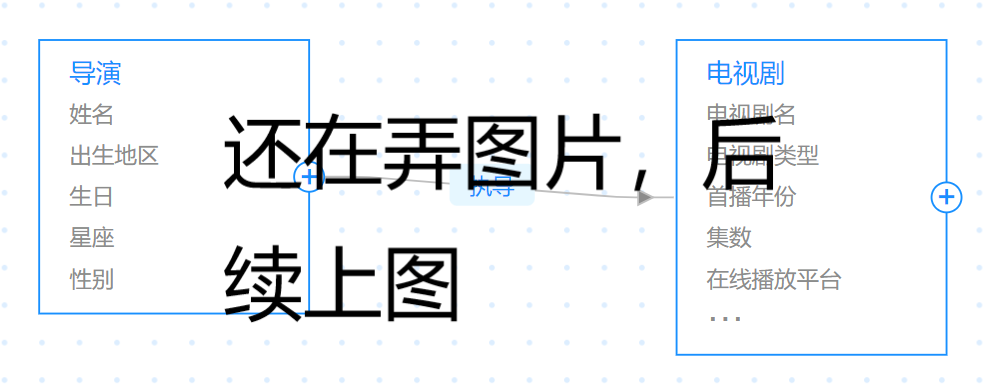 导演
姓名
出生地区
生日
星座
性别
执导
电视剧
电视剧名
电视剧类型
首播年份
集数
在线播放平台
...
还在弄图片，后
续上图